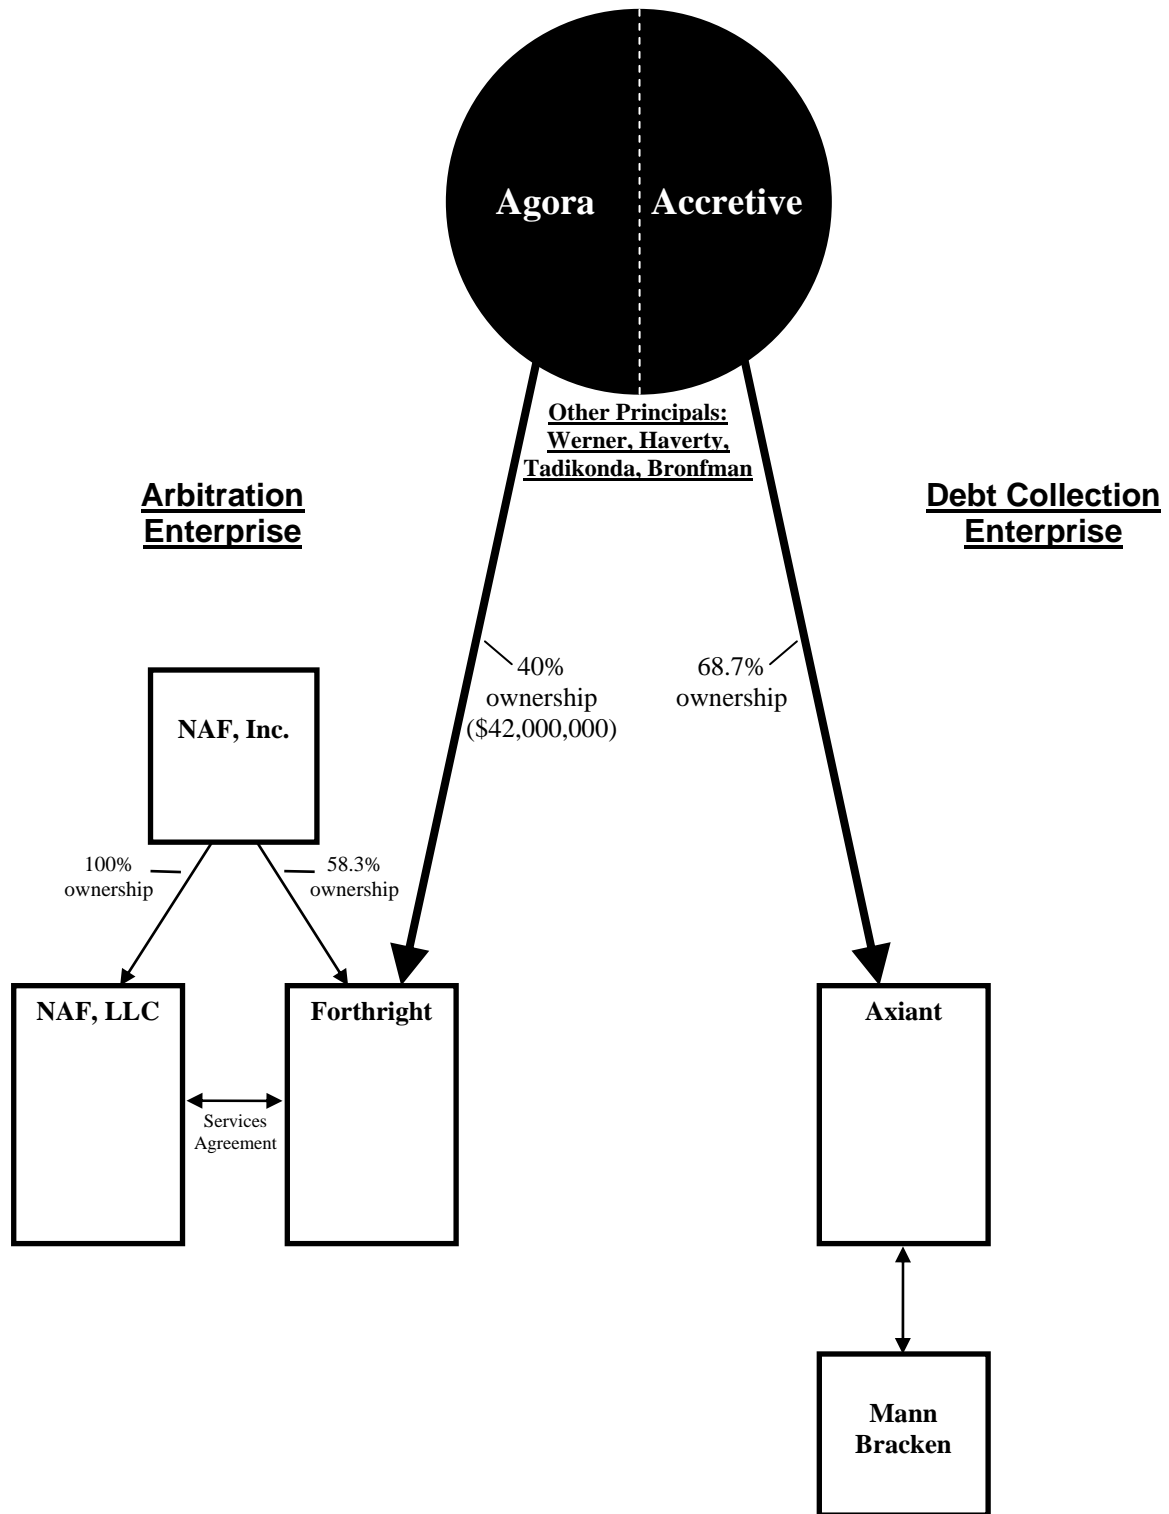 Agora Accretive
Other Principals:
Werner, Haverty,
Tadikonda, Bronfman
Arbitration
Enterprise
Debt Collection
Enterprise
40%
ownership
($42,000,000)
68.7%
ownership
NAF, Inc.
100%
ownership
58.3%
ownership
NAF, LLC
Forthright
Axiant
Services
Agreement
Mann
Bracken